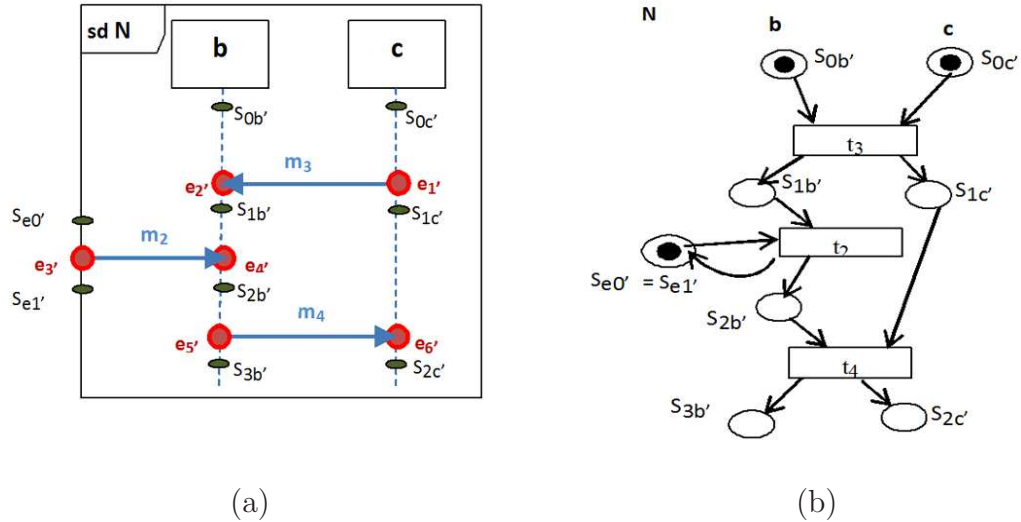 sd N
b
c
S0b'
S0c'
m3
e2'
e1'
S1b'
S1c'
Se0'
m2
e3'
e4'
Se1'
S2b'
m4
e5'
e6'
S3b'
S2c'
(a)
N
b
c
S0b'
S0c'
t3
S1b'
S1c'
t2
Se0' = Se1'
S2b'
t4
S3b'
S2c'
(b)